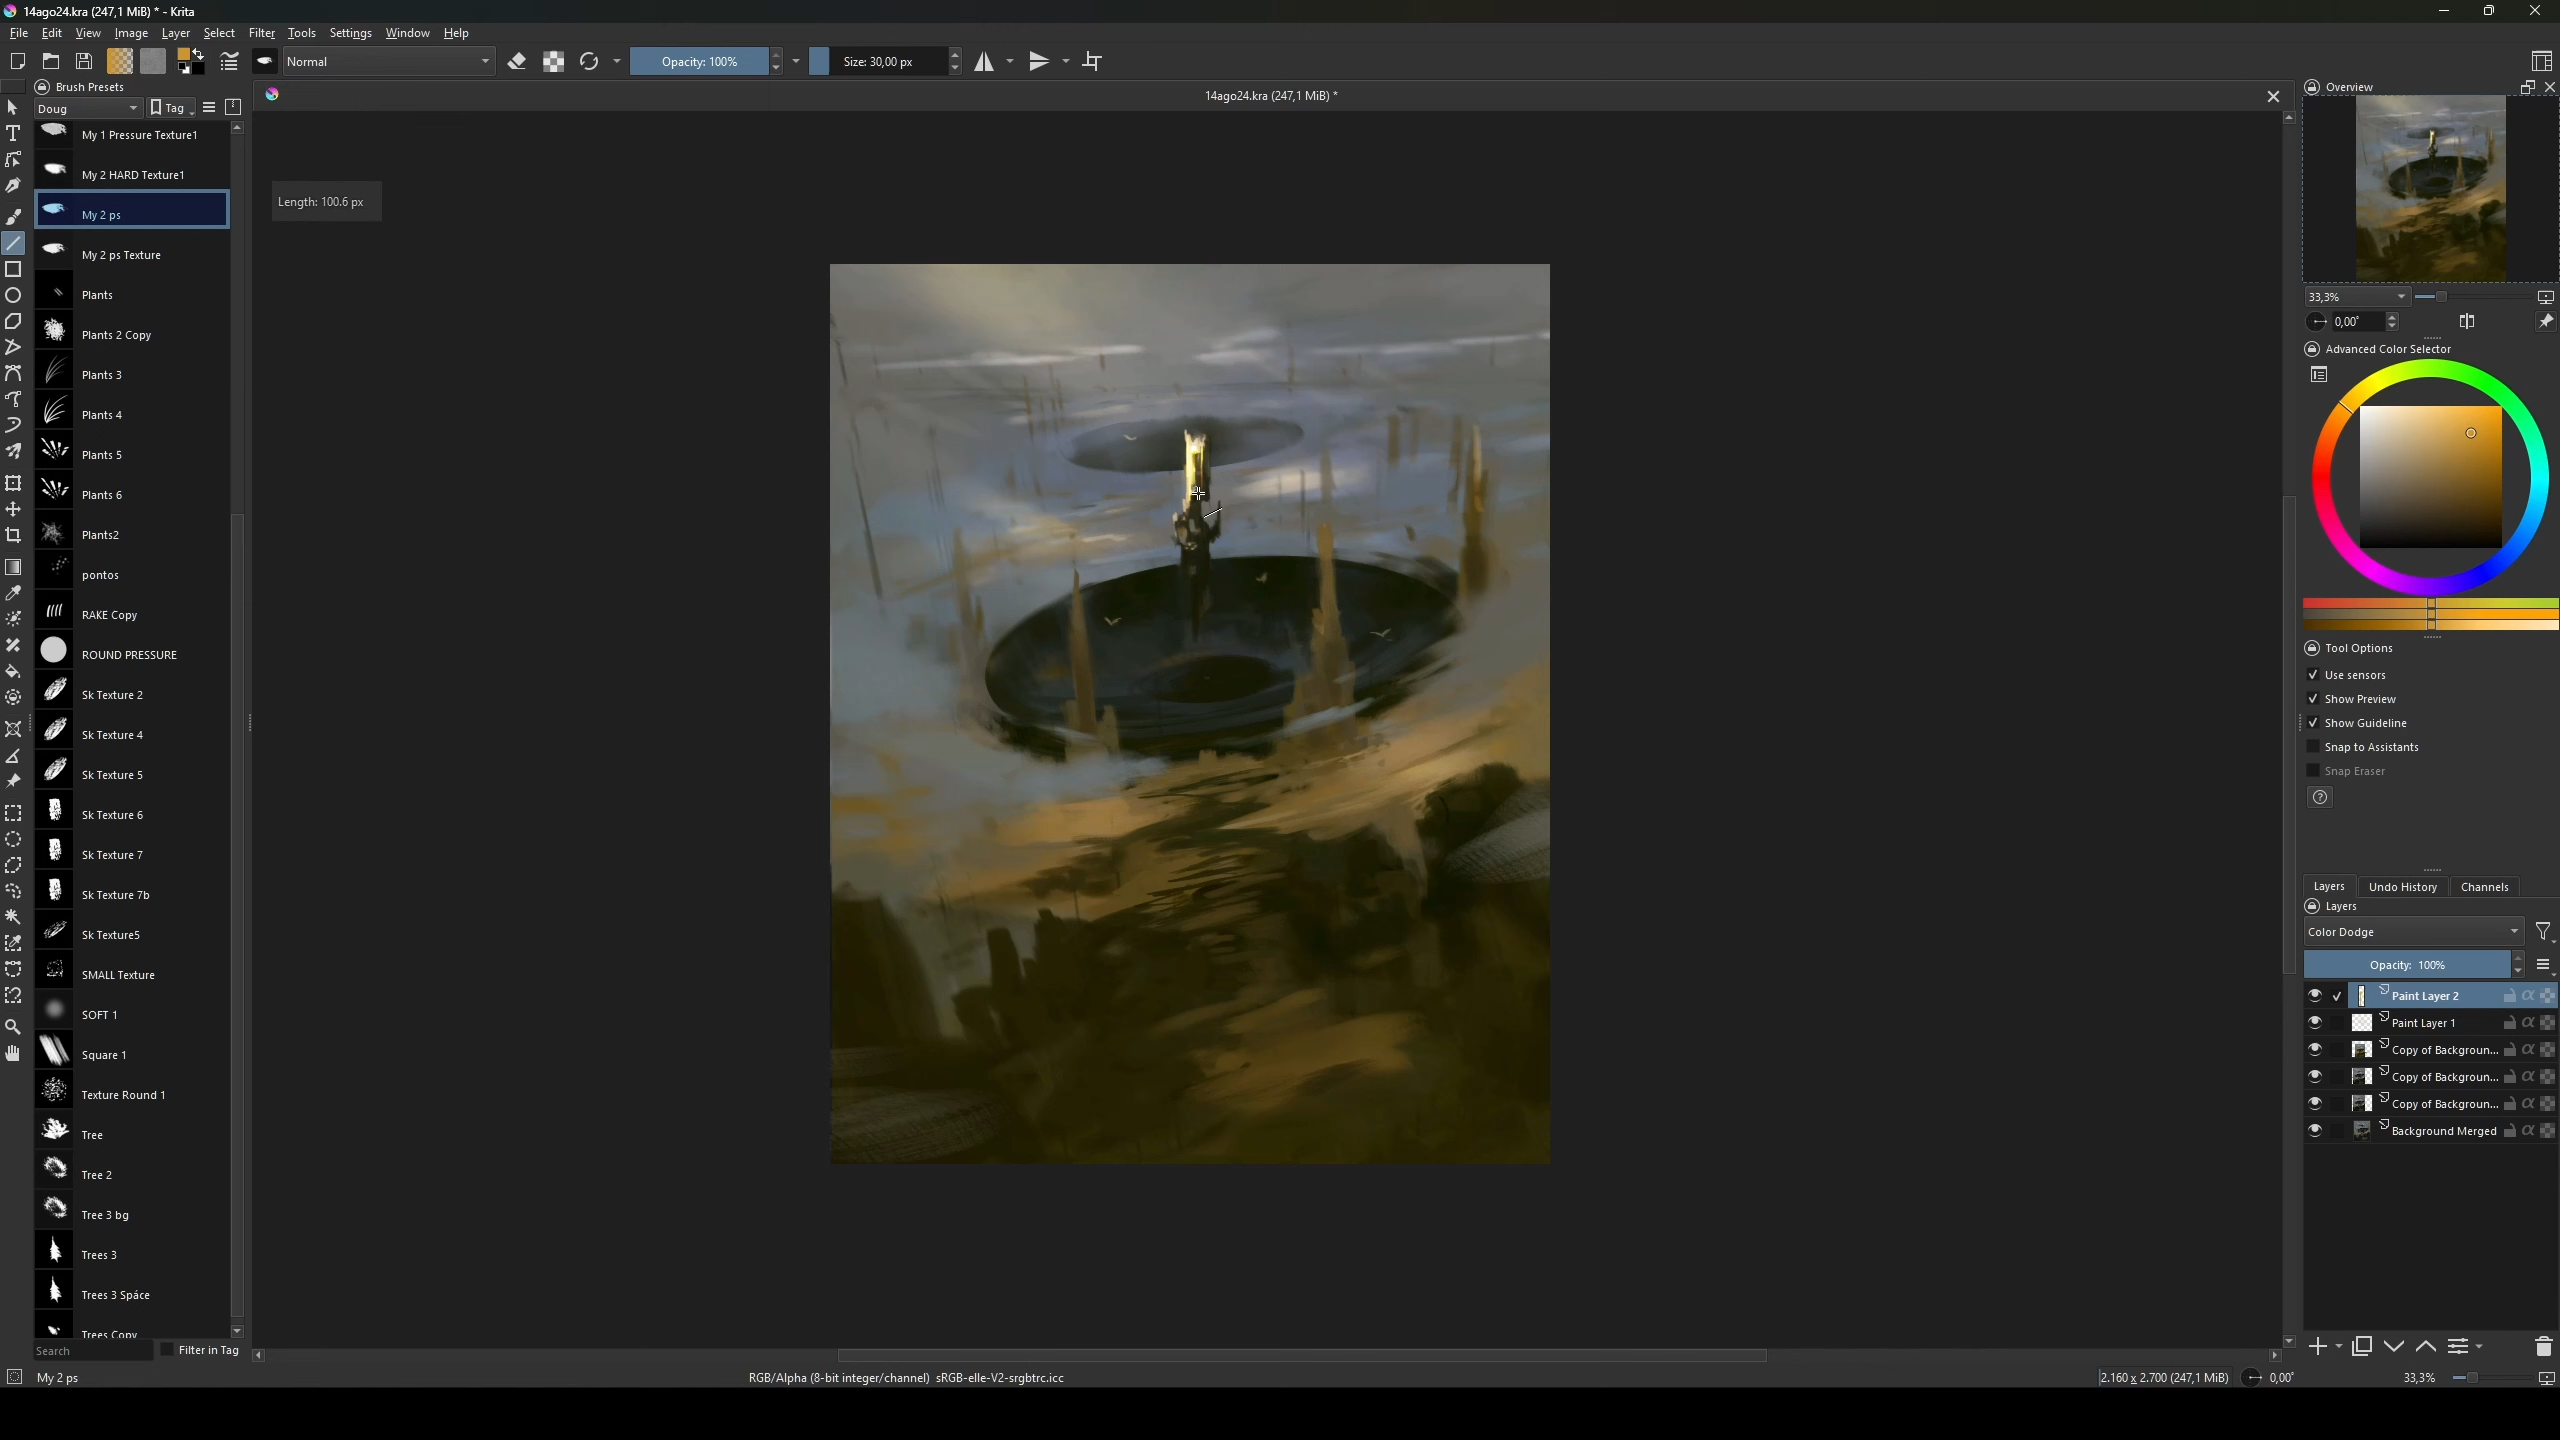 14ago24.kra (247,1 MiB) * - Krita
File Edit View Image Layer Select Filter Tools Settings Window Help
Normal
Opacity: 100%
Size: 30,00 px
Brush Presets
Doug
Tag
My 1 Pressure Texture1
My 2 HARD Texture1
My 2 ps
My 2 ps Texture
Plants
Plants 2 Copy
Plants 3
Plants 4
Plants 5
Plants 6
Plants2
pontos
RAKE Copy
ROUND PRESSURE
Sk Texture 2
Sk Texture 4
Sk Texture 5
Sk Texture 6
Sk Texture 7
Sk Texture 7b
Sk Texture5
SMALL Texture
SOFT 1
Square 1
Texture Round 1
Tree
Tree 2
Tree 3 bg
Trees 3
Trees 3 Spáce
Trees Copy
Search
Filter in Tag
14ago24.kra (247,1 MiB) *
Length: 100.6 px
Overview
33,3%
0,00°
Advanced Color Selector
Tool Options
Use sensors
Show Preview
Show Guideline
Snap to Assistants
Snap Eraser
Layers Undo History Channels
Layers
Color Dodge
Opacity: 100%
Paint Layer 2
Paint Layer 1
Copy of Backgroun...
Copy of Backgroun...
Copy of Backgroun...
Background Merged
My 2 ps
RGB/Alpha (8-bit integer/channel) sRGB-elle-V2-srgbtrc.icc
2.160 x 2.700 (247,1 MiB)
0,00°
33,3%